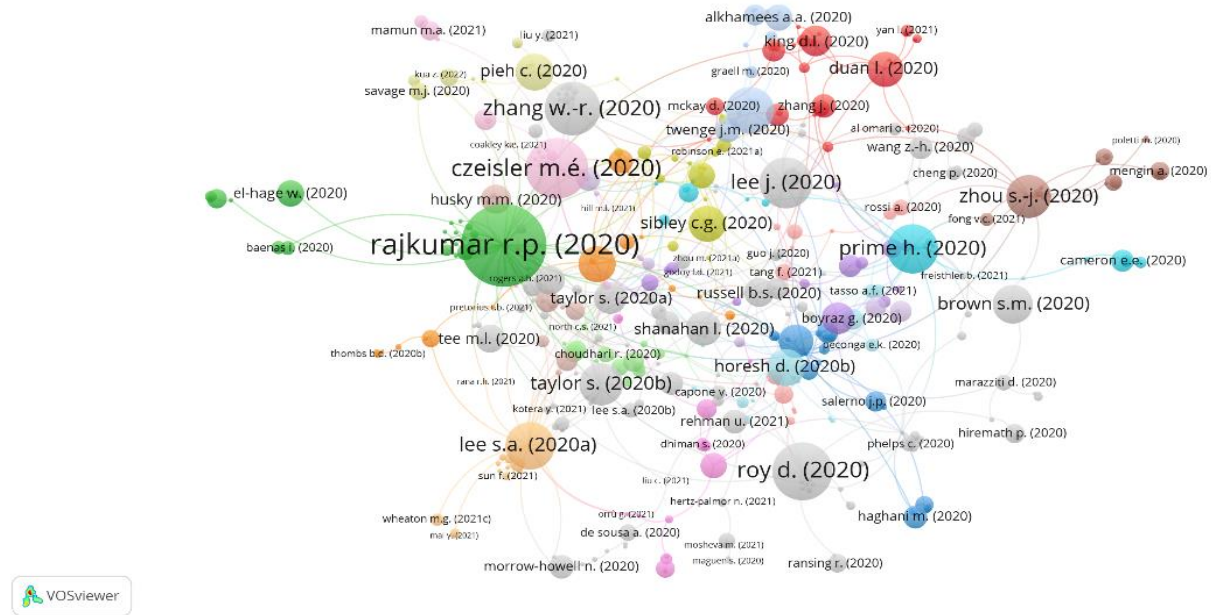 alkhamees a.a. (2020)
mamun m.a. (2021)
liu y. (2021)
king d.l. (2020)
yan l. (2021)
pieh c. (2020)
duan l. (2020)
graell m. (2020)
kua z. (2022)
savage m.j. (2020)
zhang w.-r. (2020)
mckay d. (2020)
zhang j. (2020)
twenge j.m. (2020)
al omari o. (2020)
wang z.-h. (2020)
poletti m. (2020)
coakley k.e. (2021)
robinson e. (2021a)
czeisler m.é. (2020)
lee j. (2020)
cheng p. (2020)
mengin a. (2020)
el-hage w. (2020)
husky m.m. (2020)
zhou s.-j. (2020)
hill m.l. (2021)
rossi a. (2020)
fong v.c. (2021)
sibley c.g. (2020)
rajkumar r.p. (2020)
baenas i. (2020)
prime h. (2020)
guo j. (2020)
zhou m. (2021a)
cameron e.e. (2020)
tang f. (2021)
freisthler b. (2021)
rogers a.h. (2021)
taylor s. (2020a)
russell b.s. (2020)
tasso a.f. (2021)
brown s.m. (2020)
pretorius t.b. (2021)
boyraz g. (2020)
north c.s. (2021)
shanahan l. (2020)
tee m.l. (2020)
deconga e.k. (2020)
thombs b.d. (2020b)
choudhari r. (2020)
horesh d. (2020b)
rana r.h. (2021)
taylor s. (2020b)
marazziti d. (2020)
capone v. (2020)
salerno j.p. (2020)
kotera y. (2021)
lee s.a. (2020b)
rehman u. (2021)
hiremath p. (2020)
lee s.a. (2020a)
dhiman s. (2020)
phelps c. (2020)
roy d. (2020)
sun f. (2021)
liu c. (2021)
hertz-palmor n. (2021)
wheaton m.g. (2021c)
orrù g. (2021)
haghani m. (2020)
mai y. (2021)
de sousa a. (2020)
mosheva m. (2021)
morrow-howell n. (2020)
maguen s. (2020)
ransing r. (2020)
VOSviewer